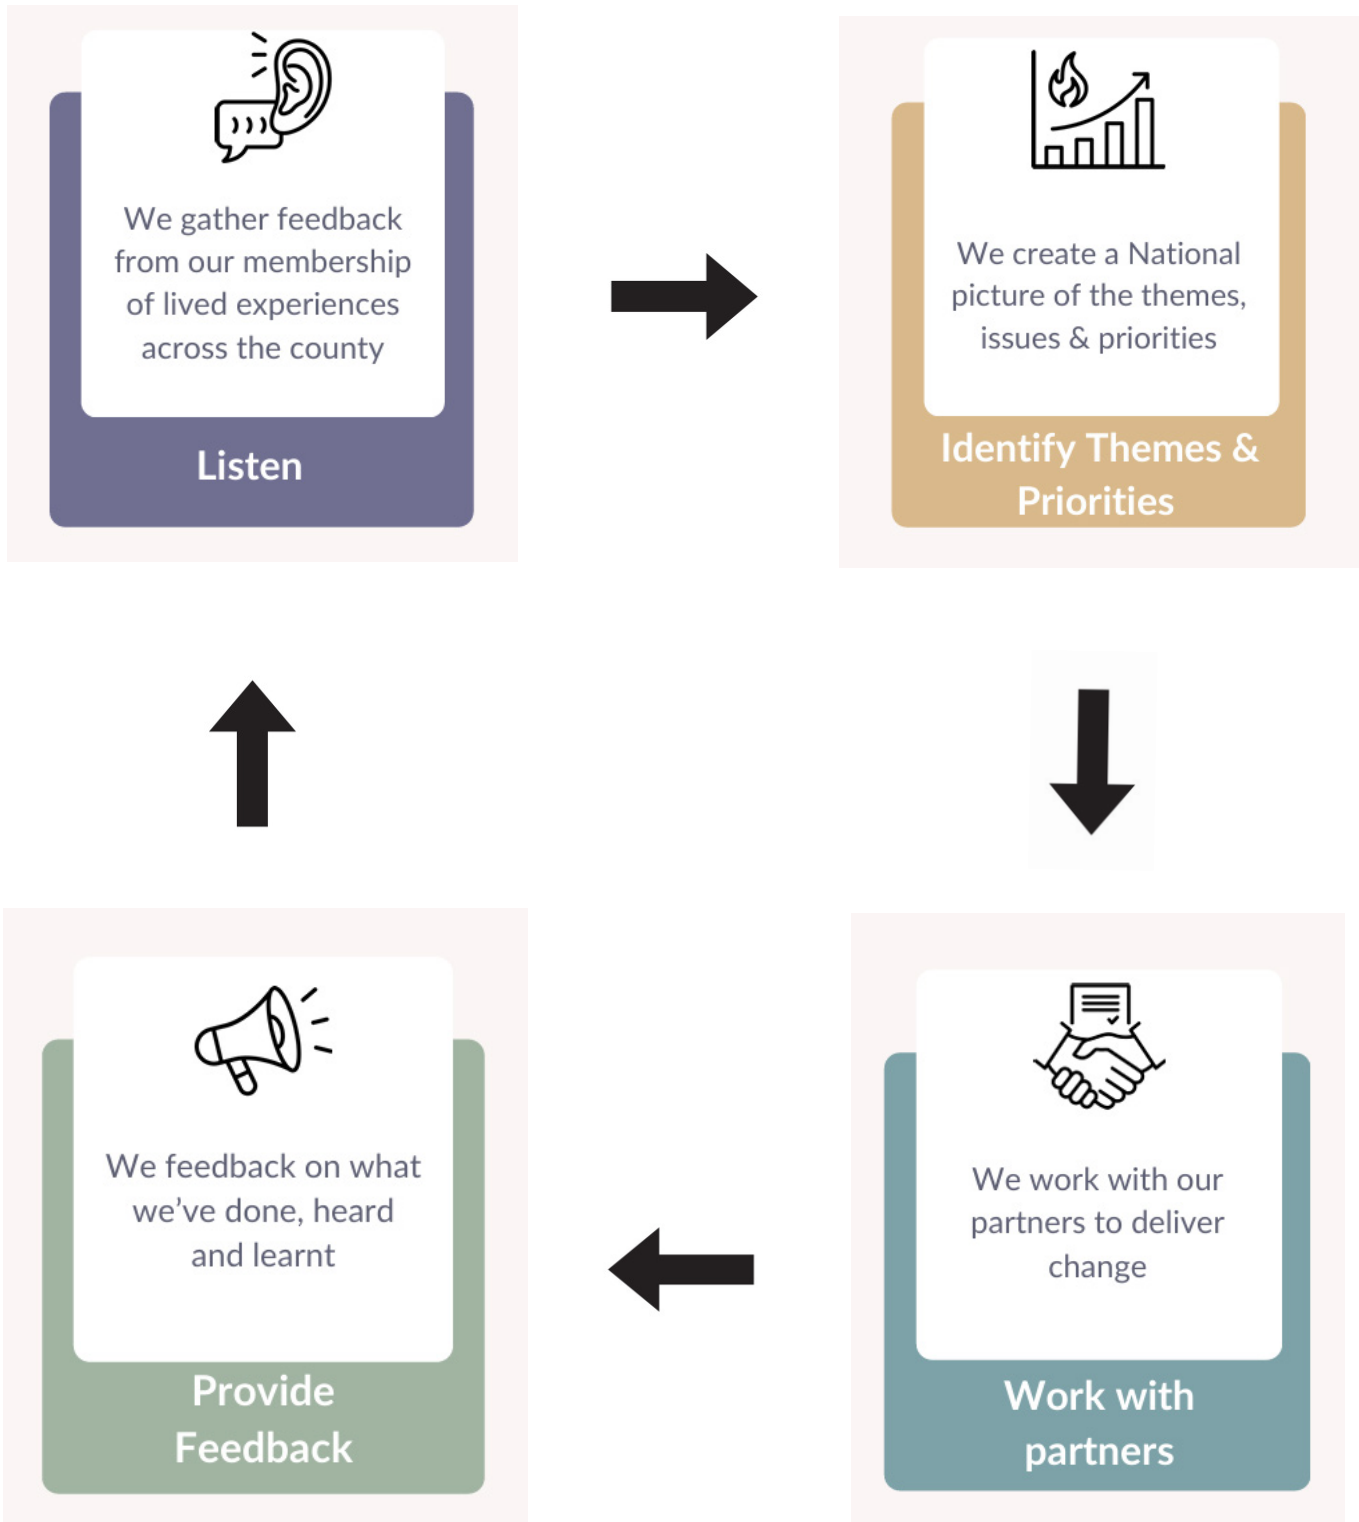 We gather feedback
from our membership
of lived experiences
across the county
Listen
We create a National
picture of the themes,
issues & priorities
Identify Themes &
Priorities
We work with our
partners to deliver
change
Work with
partners
We feedback on what
we’ve done, heard
and learnt
Provide
Feedback